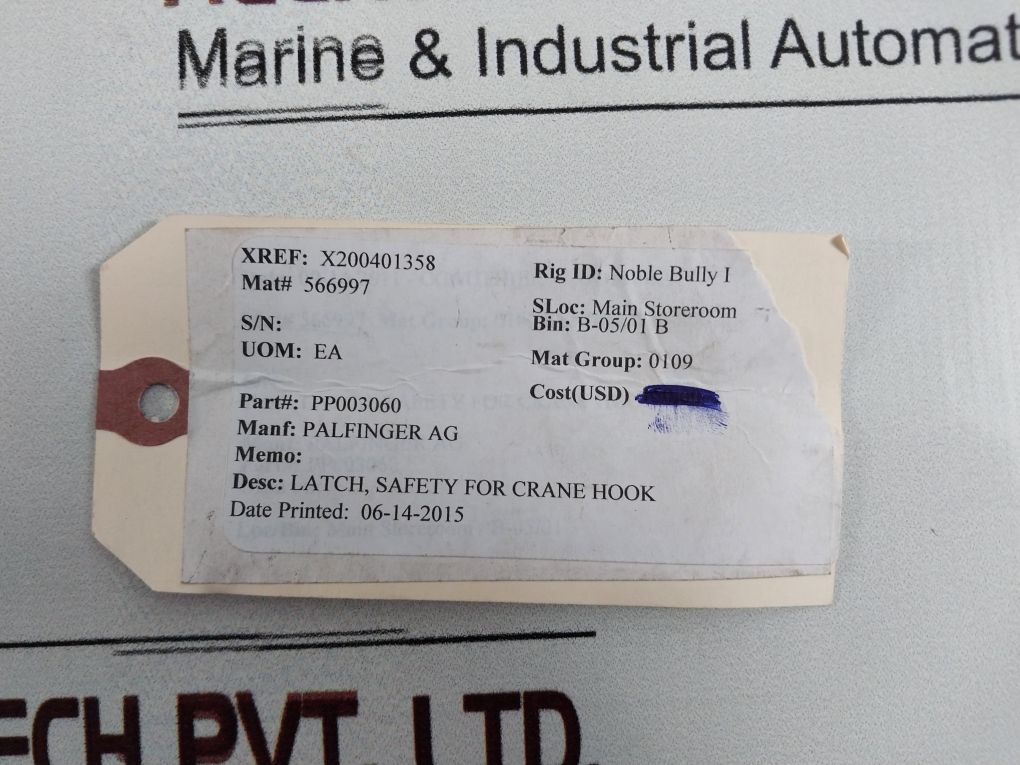 Marine & Industrial Automat
XREF: X200401358
Mat# 566997
S/N:
UOM: EA
Part#: PP003060
Manf: PALFINGER AG
Memo:
Desc: LATCH, SAFETY FOR CRANE HOOK
Date Printed: 06-14-2015
Rig ID: Noble Bully I
SLoc: Main Storeroom
Bin: B-05/01 B
Mat Group: 0109
Cost(USD)
ECH PVT. LTD.